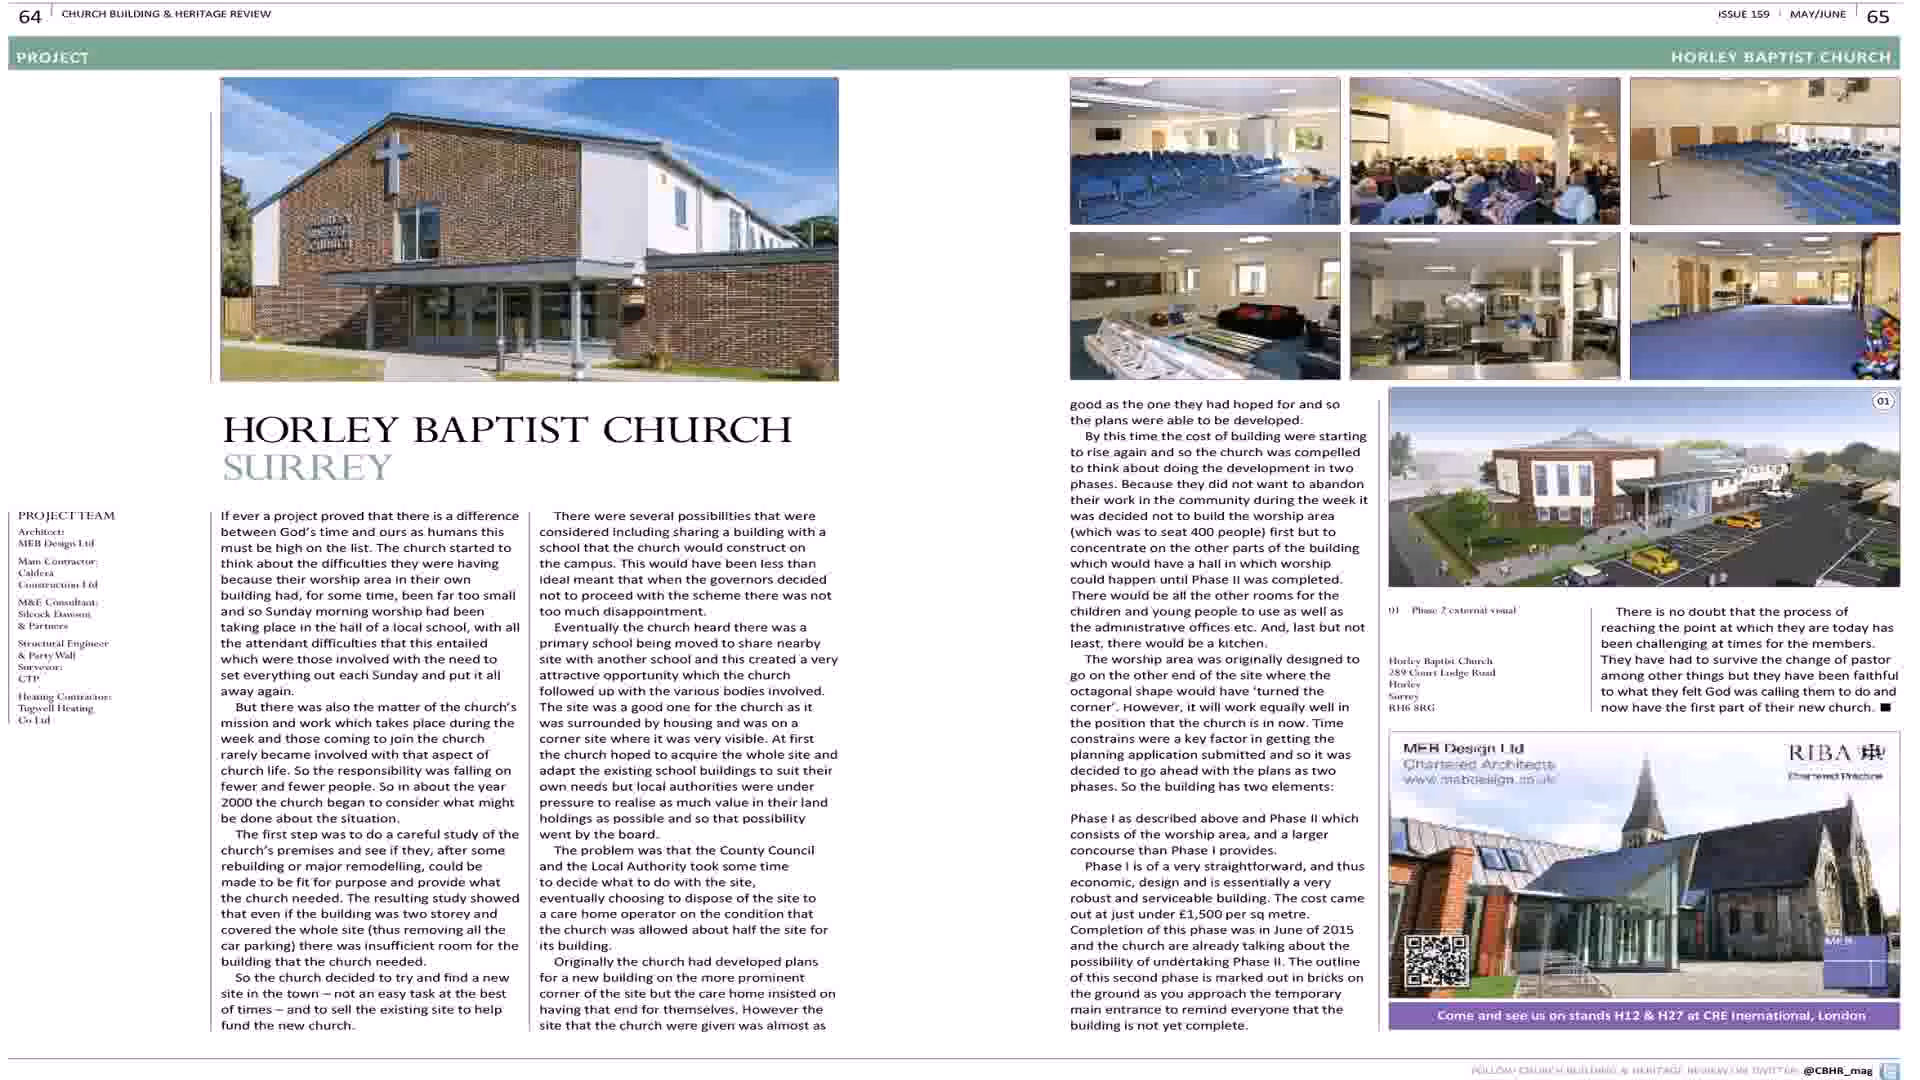 64 CHURCH BUILDING & HERITAGE REVIEW
ISSUE 159 MAY/JUNE 65
PROJECT
HORLEY BAPTIST CHURCH
HORLEY BAPTIST CHURCH
SURREY
PROJECT TEAM
Architect:
MEB Design Ltd
Main Contractor:
Caldera
Construction Ltd
M&E Consultant:
Silcock Dawson
& Partners
Structural Engineer
& Party Wall
Surveyor:
CTP
Heating Contractor:
Tugwell Heating
Co Ltd
If ever a project proved that there is a difference
between God's time and ours as humans this
must be high on the list. The church started to
think about the difficulties they were having
because their worship area in their own
building had, for some time, been far too small
and so Sunday morning worship had been
taking place in the hall of a local school, with all
the attendant difficulties that this entailed
which were those involved with the need to
set everything out each Sunday and put it all
away again.
But there was also the matter of the church's
mission and work which takes place during the
week and those coming to join the church
rarely became involved with that aspect of
church life. So the responsibility was falling on
fewer and fewer people. So in about the year
2000 the church began to consider what might
be done about the situation.
The first step was to do a careful study of the
church's premises and see if they, after some
rebuilding or major remodelling, could be
made to be fit for purpose and provide what
the church needed. The resulting study showed
that even if the building was two storey and
covered the whole site (thus removing all the
car parking) there was insufficient room for the
building that the church needed.
So the church decided to try and find a new
site in the town – not an easy task at the best
of times – and to sell the existing site to help
fund the new church.
There were several possibilities that were
considered including sharing a building with a
school that the church would construct on
the campus. This would have been less than
ideal meant that when the governors decided
not to proceed with the scheme there was not
too much disappointment.
Eventually the church heard there was a
primary school being moved to share nearby
site with another school and this created a very
attractive opportunity which the church
followed up with the various bodies involved.
The site was a good one for the church as it
was surrounded by housing and was on a
corner site where it was very visible. At first
the church hoped to acquire the whole site and
adapt the existing school buildings to suit their
own needs but local authorities were under
pressure to realise as much value in their land
holdings as possible and so that possibility
went by the board.
The problem was that the County Council
and the Local Authority took some time
to decide what to do with the site,
eventually choosing to dispose of the site to
a care home operator on the condition that
the church was allowed about half the site for
its building.
Originally the church had developed plans
for a new building on the more prominent
corner of the site but the care home insisted on
having that end for themselves. However the
site that the church were given was almost as
good as the one they had hoped for and so
the plans were able to be developed.
By this time the cost of building were starting
to rise again and so the church was compelled
to think about doing the development in two
phases. Because they did not want to abandon
their work in the community during the week it
was decided not to build the worship area
(which was to seat 400 people) first but to
concentrate on the other parts of the building
which would have a hall in which worship
could happen until Phase II was completed.
There would be all the other rooms for the
children and young people to use as well as
the administrative offices etc. And, last but not
least, there would be a kitchen.
The worship area was originally designed to
go on the other end of the site where the
octagonal shape would have 'turned the
corner'. However, it will work equally well in
the position that the church is in now. Time
constrains were a key factor in getting the
planning application submitted and so it was
decided to go ahead with the plans as two
phases. So the building has two elements:
Phase I as described above and Phase II which
consists of the worship area, and a larger
concourse than Phase I provides.
Phase I is of a very straightforward, and thus
economic, design and is essentially a very
robust and serviceable building. The cost came
out at just under £1,500 per sq metre.
Completion of this phase was in June of 2015
and the church are already talking about the
possibility of undertaking Phase II. The outline
of this second phase is marked out in bricks on
the ground as you approach the temporary
main entrance to remind everyone that the
building is not yet complete.
01
01 Phase 2 external visual
Horley Baptist Church
289 Court Lodge Road
Horley
Surrey
RH6 8RG
There is no doubt that the process of
reaching the point at which they are today has
been challenging at times for the members.
They have had to survive the change of pastor
among other things but they have been faithful
to what they felt God was calling them to do and
now have the first part of their new church. ■
MEB Design Ltd
Chartered Architects
www.mebdesign.co.uk
RIBA
Chartered Practice
MEB
Come and see us on stands H12 & H27 at CRE Inernational, London
FOLLOW CHURCH BUILDING & HERITAGE REVIEW ON TWITTER: @CBHR_mag